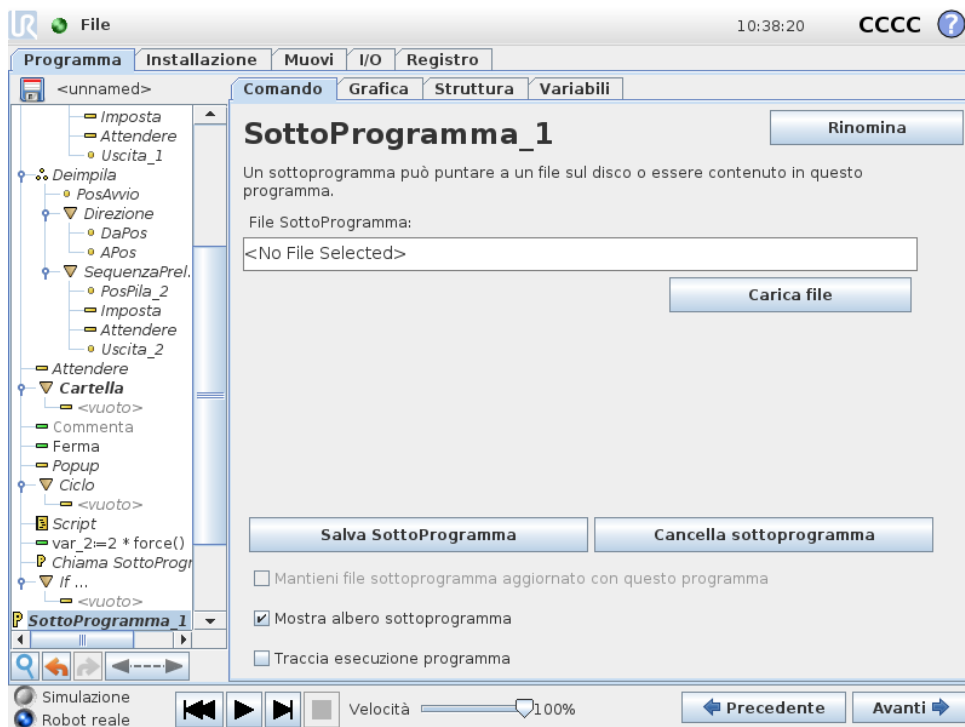 UR File 10:38:20 CCCC ?
Programma Installazione Muovi I/O Registro
<unnamed> Comando Grafica Struttura Variabili
Imposta
Attendere
Uscita_1
Deimpila
PosAvvio
Direzione
DaPos
APos
SequenzaPrel.
PosPila_2
Imposta
Attendere
Uscita_2
Attendere
Cartella
<vuoto>
Commenta
Ferma
Popup
Ciclo
<vuoto>
Script
var_2:=2 * force()
P Chiama SottoProgr
If ...
<vuoto>
P SottoProgramma_1
SottoProgramma_1
Rinomina
Un sottoprogramma può puntare a un file sul disco o essere contenuto in questo
programma.
File SottoProgramma:
<No File Selected>
Carica file
Salva SottoProgramma Cancella sottoprogramma
Mantieni file sottoprogramma aggiornato con questo programma
Mostra albero sottoprogramma
Traccia esecuzione programma
Simulazione
Robot reale
Velocità 100%
Precedente Avanti